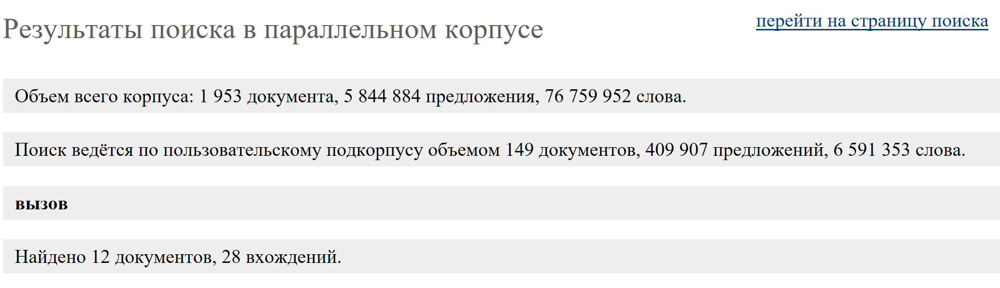 Результаты поиска в параллельном корпусе
перейти на страницу поиска
Объем всего корпуса: 1 953 документа, 5 844 884 предложения, 76 759 952 слова.
Поиск ведётся по пользовательскому подкорпусу объемом 149 документов, 409 907 предложений, 6 591 353 слова.
вызов
Найдено 12 документов, 28 вхождений.